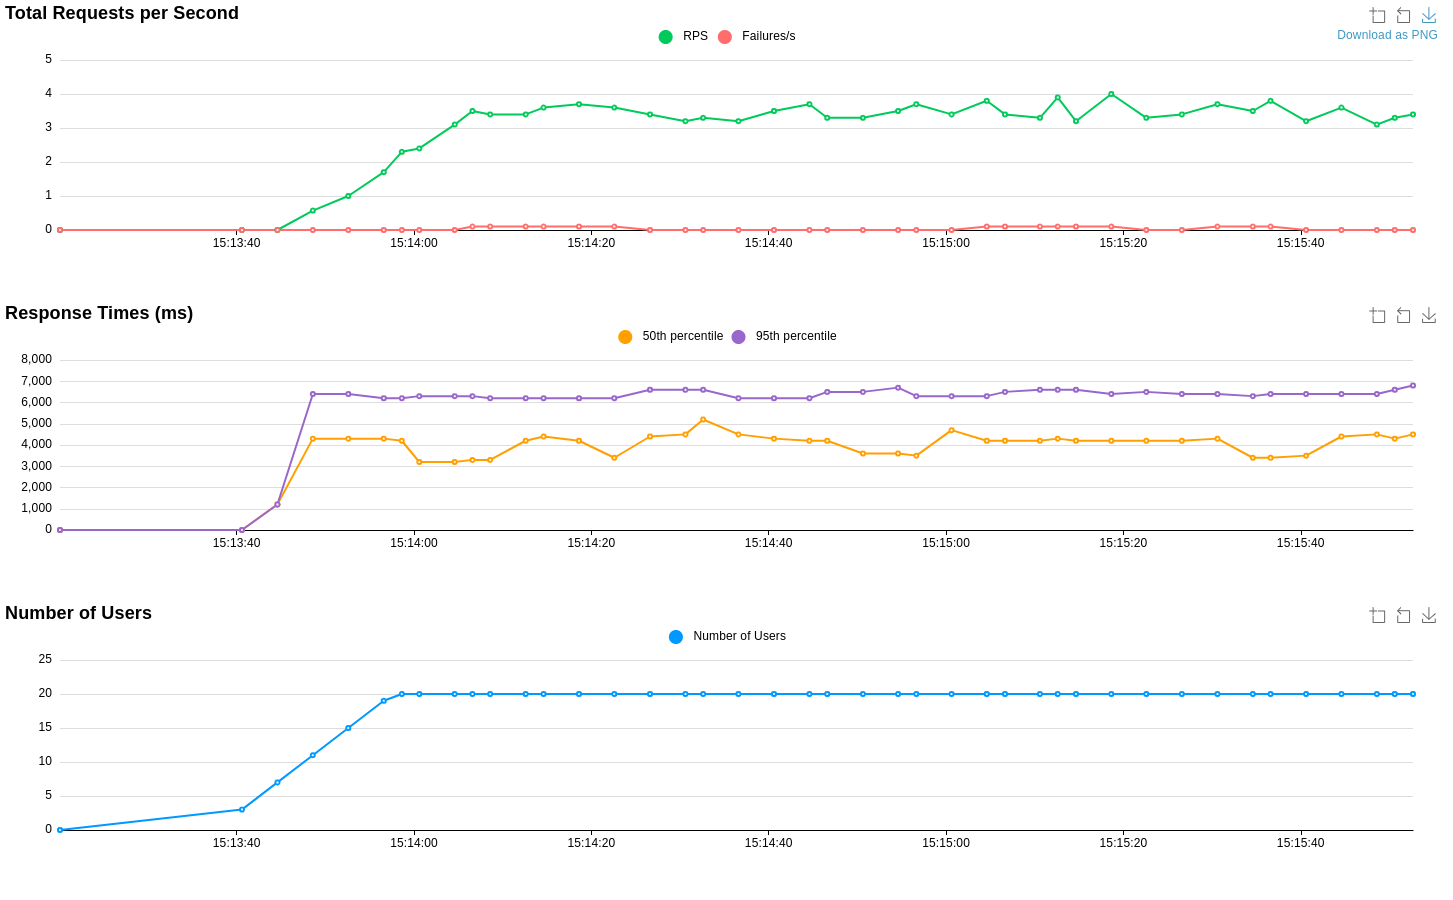 Total Requests per Second
Download as PNG
RPS Failures/s
5
4
3
2
1
0
15:13:40 15:14:00 15:14:20 15:14:40 15:15:00 15:15:20 15:15:40
Response Times (ms)
50th percentile 95th percentile
8,000
7,000
6,000
5,000
4,000
3,000
2,000
1,000
0
15:13:40 15:14:00 15:14:20 15:14:40 15:15:00 15:15:20 15:15:40
Number of Users
Number of Users
25
20
15
10
5
0
15:13:40 15:14:00 15:14:20 15:14:40 15:15:00 15:15:20 15:15:40